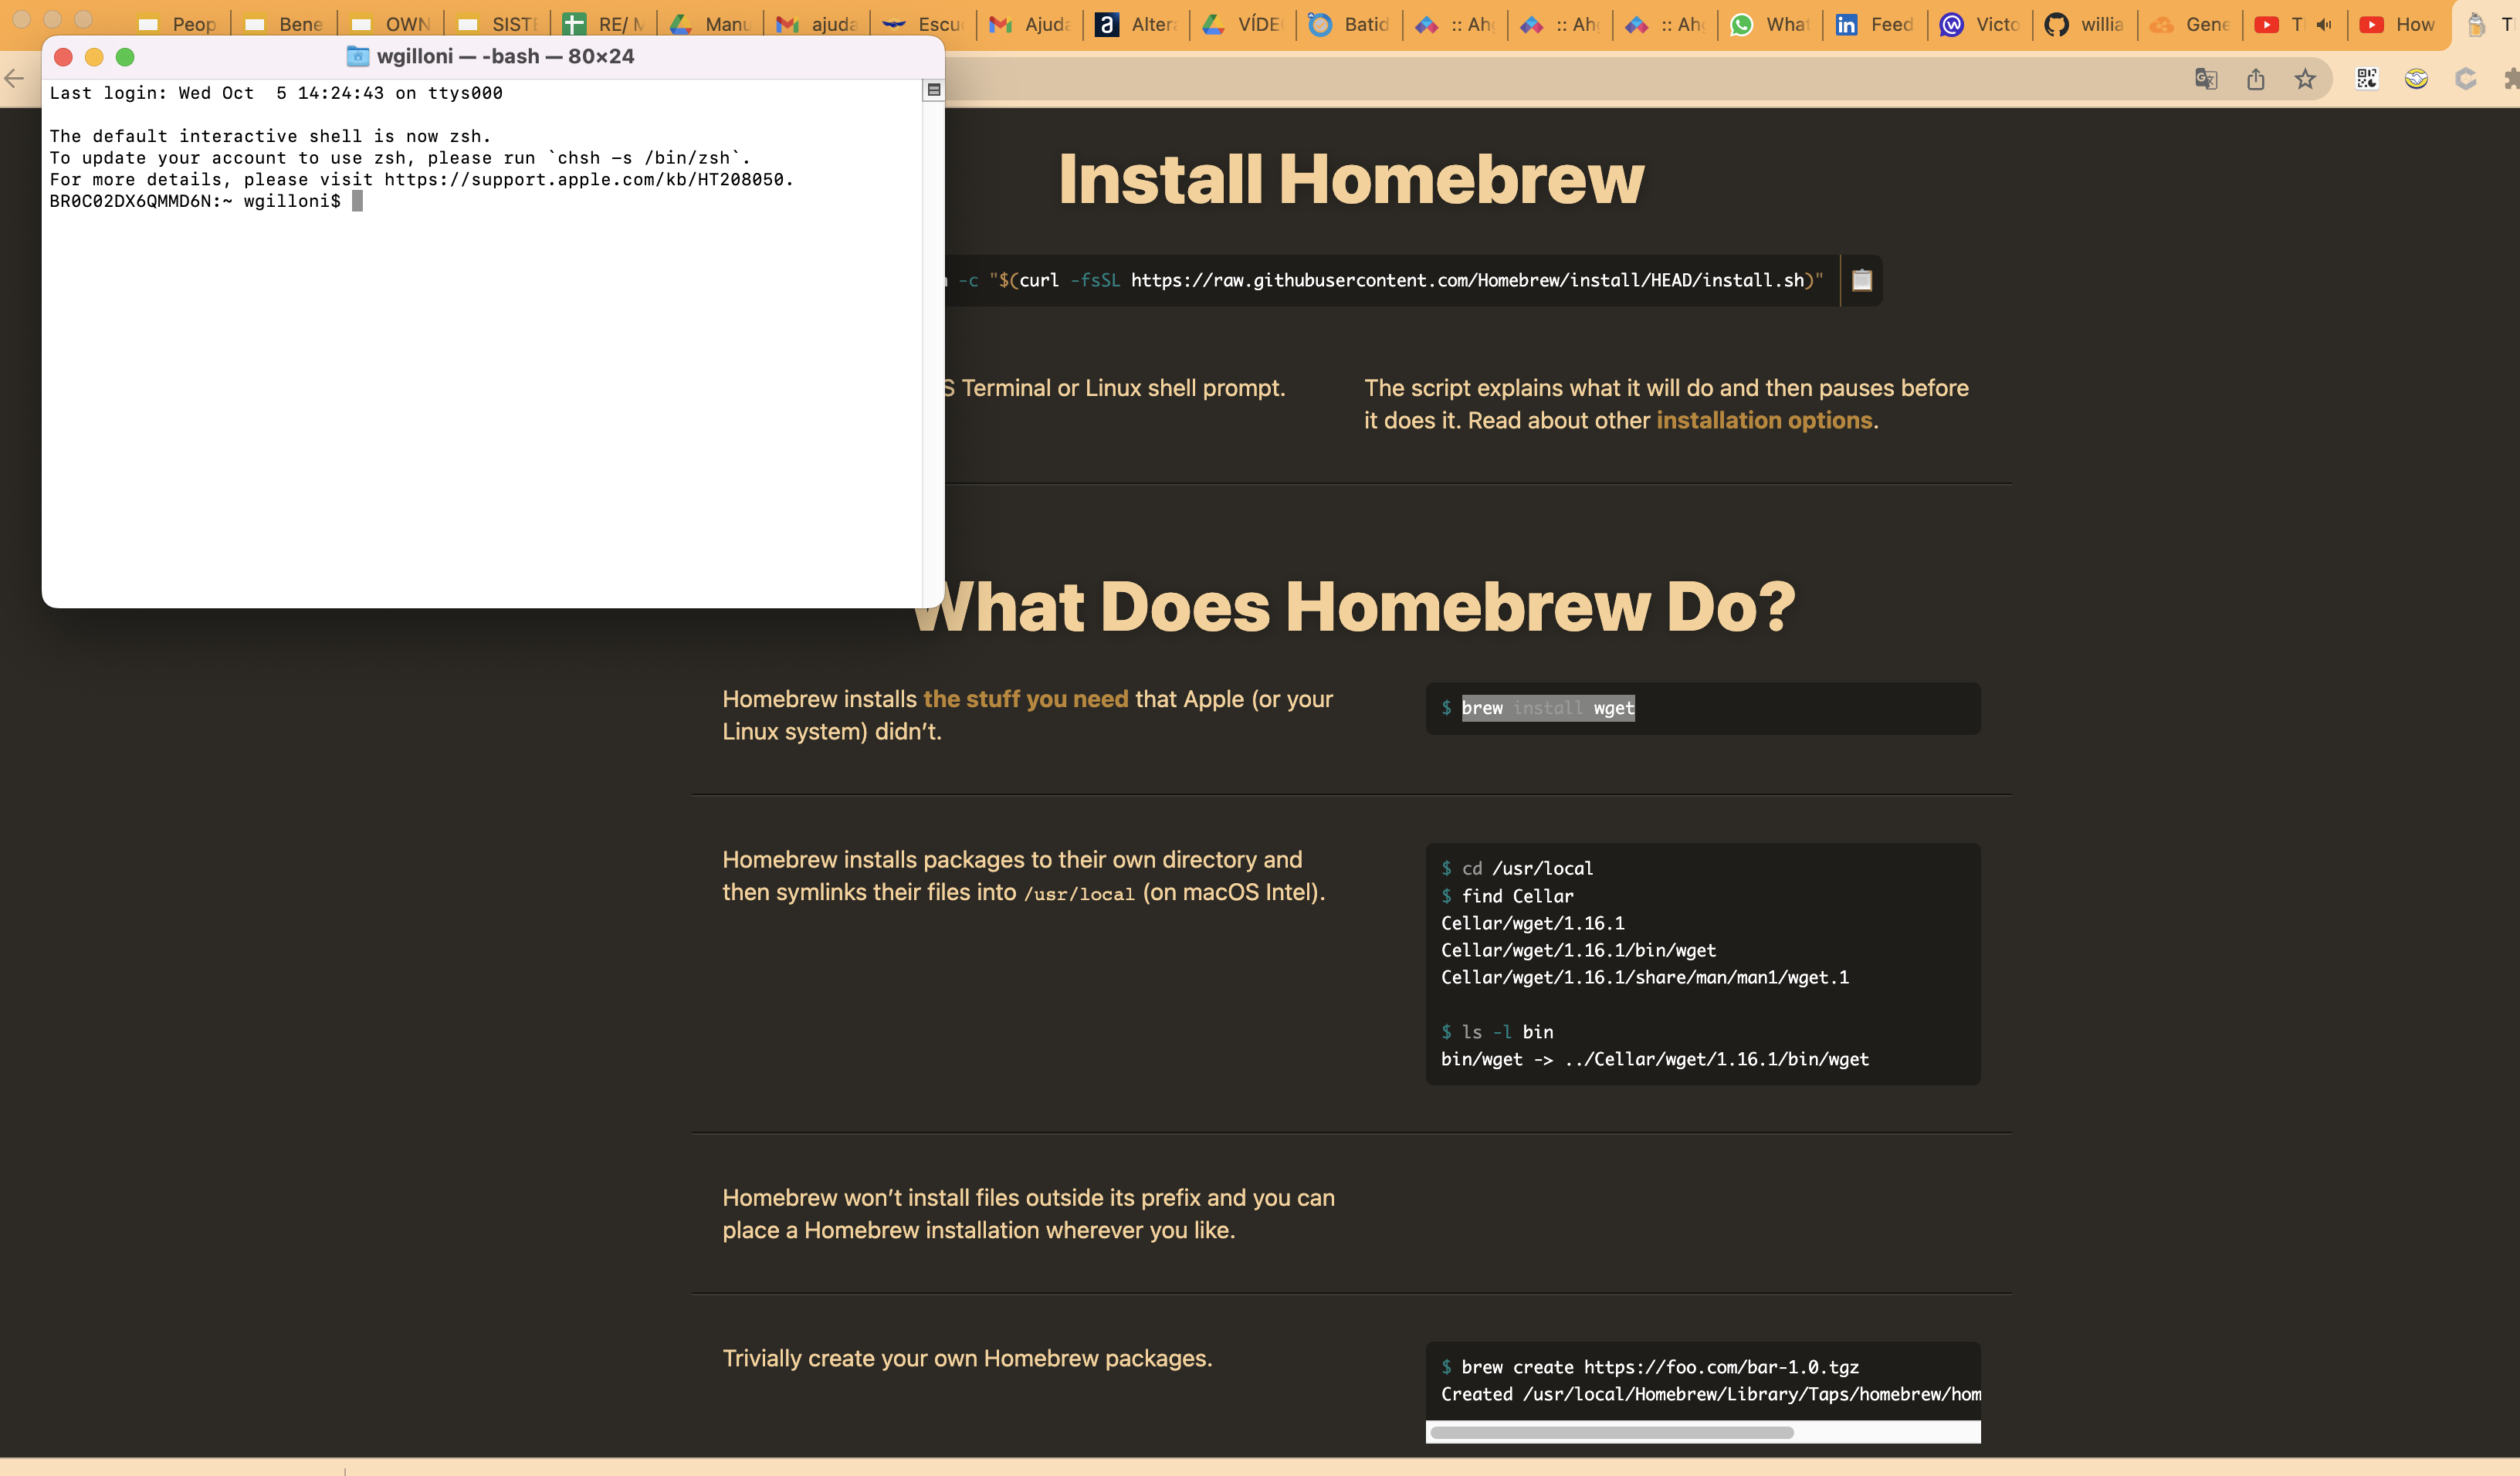 Peop
Bene
OWN
SISTE
RE/ M
Manu
ajuda
Escu
Ajuda
Altera
VÍDE
Batid
:: Ah
:: Ah
:: Ah
What
Feed
Victo
willia
Gene
T
How
T
wgilloni — -bash — 80×24
Last login: Wed Oct  5 14:24:43 on ttys000
The default interactive shell is now zsh.
To update your account to use zsh, please run `chsh -s /bin/zsh`.
For more details, please visit https://support.apple.com/kb/HT208050.
BR0C02DX6QMMD6N:~ wgilloni$
Install Homebrew
-c "$(curl -fsSL https://raw.githubusercontent.com/Homebrew/install/HEAD/install.sh)"
S Terminal or Linux shell prompt.
The script explains what it will do and then pauses before
it does it. Read about other installation options.
What Does Homebrew Do?
Homebrew installs the stuff you need that Apple (or your
Linux system) didn’t.
$ brew install wget
Homebrew installs packages to their own directory and
then symlinks their files into /usr/local (on macOS Intel).
$ cd /usr/local
$ find Cellar
Cellar/wget/1.16.1
Cellar/wget/1.16.1/bin/wget
Cellar/wget/1.16.1/share/man/man1/wget.1
$ ls -l bin
bin/wget -> ../Cellar/wget/1.16.1/bin/wget
Homebrew won’t install files outside its prefix and you can
place a Homebrew installation wherever you like.
Trivially create your own Homebrew packages.
$ brew create https://foo.com/bar-1.0.tgz
Created /usr/local/Homebrew/Library/Taps/homebrew/hom